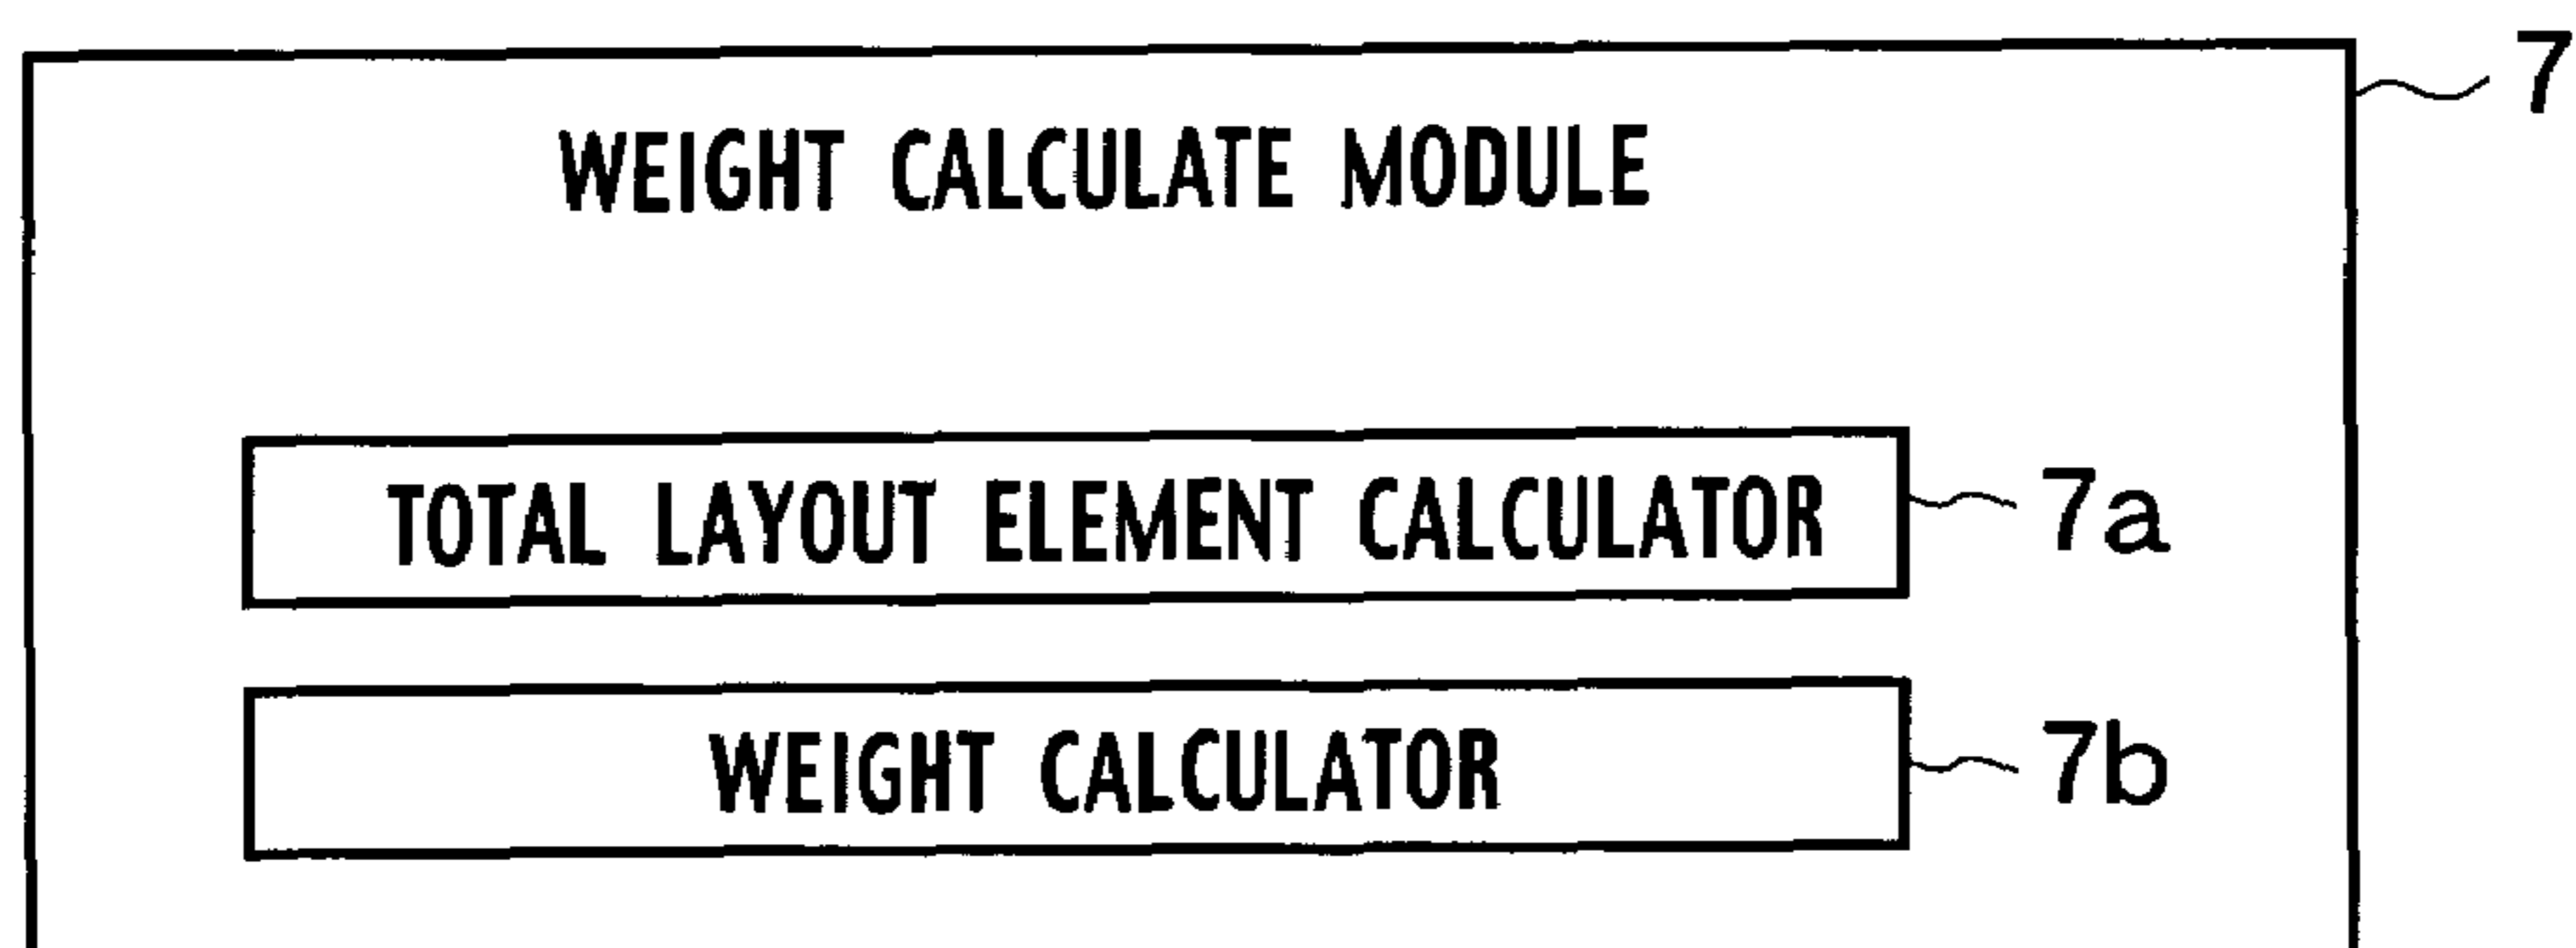 7
WEIGHT CALCULATE MODULE
TOTAL LAYOUT ELEMENT CALCULATOR 7a
WEIGHT CALCULATOR 7b